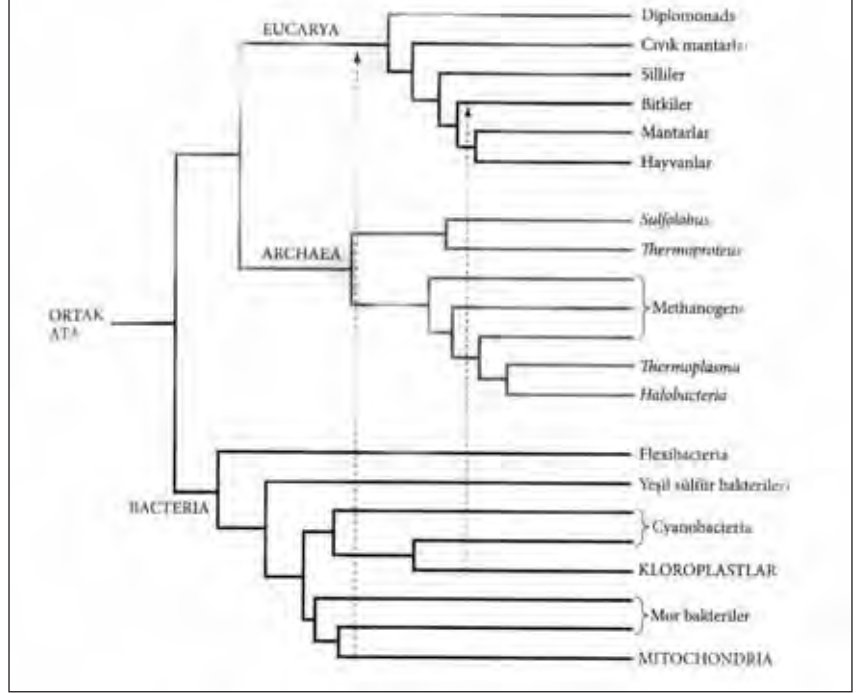 EUCARYA
Diplomonads
Cıvık mantarlar
Silliler
Bitkiler
Mantarlar
Hayvanlar
Sulfolobus
Thermoproteus
ARCHAEA
Methanogens
ORTAK
ATA
Thermoplasma
Halobacteria
Flexibacteria
Yeşil sülfür bakterileri
BACTERIA
Cyanobacteria
KLOROPLASTLAR
Mor bakteriler
MITOCHONDRIA